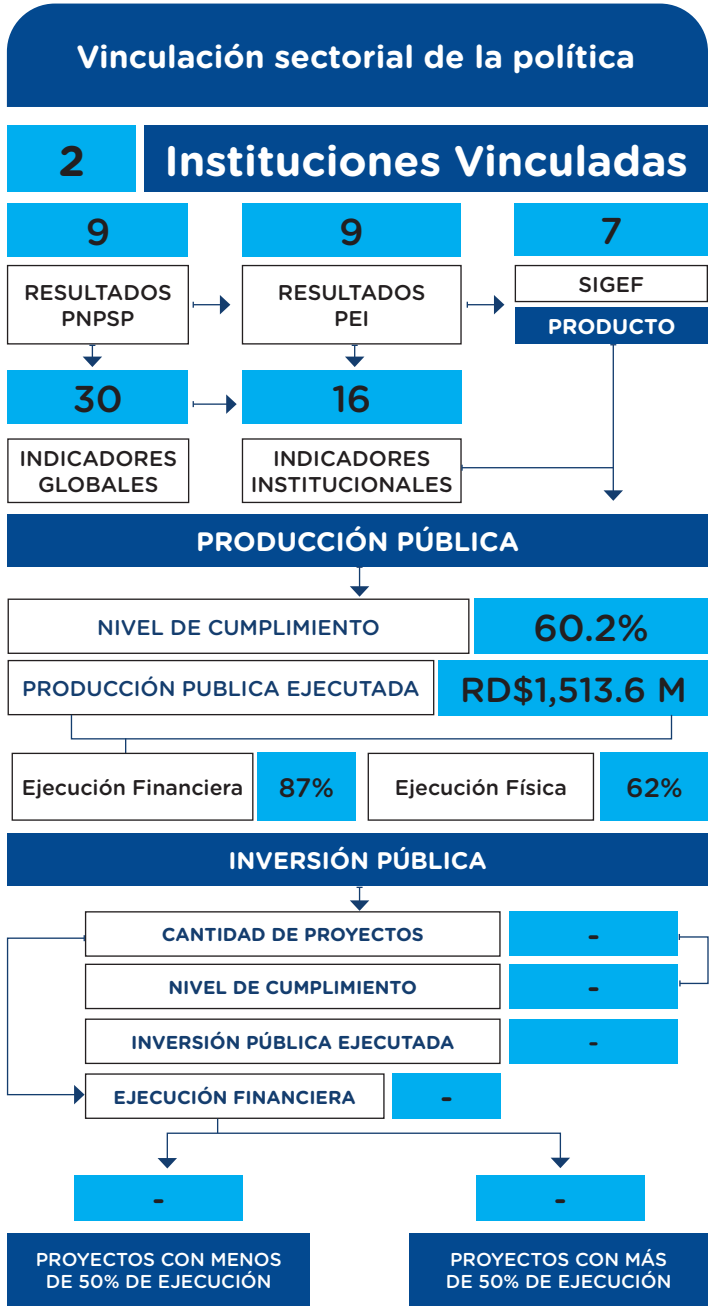 Vinculación sectorial de la política
2
Instituciones Vinculadas
9
9
7
RESULTADOS
PNPSP
RESULTADOS
PEI
SIGEF
PRODUCTO
30
16
INDICADORES
GLOBALES
INDICADORES
INSTITUCIONALES
PRODUCCIÓN PÚBLICA
NIVEL DE CUMPLIMIENTO
60.2%
PRODUCCIÓN PUBLICA EJECUTADA
RD$1,513.6 M
Ejecución Financiera
87%
Ejecución Física
62%
INVERSIÓN PÚBLICA
CANTIDAD DE PROYECTOS
-
NIVEL DE CUMPLIMIENTO
-
INVERSIÓN PÚBLICA EJECUTADA
-
EJECUCIÓN FINANCIERA
-
-
-
PROYECTOS CON MENOS
DE 50% DE EJECUCIÓN
PROYECTOS CON MÁS
DE 50% DE EJECUCIÓN